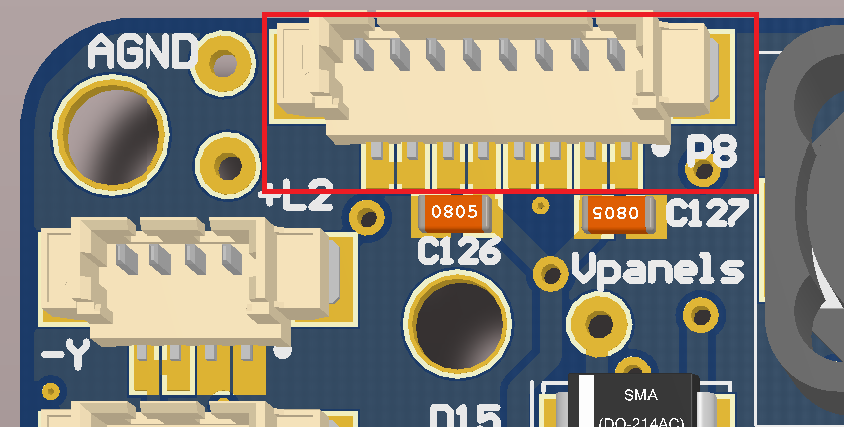 AGND
P8
+L2
0805
0805
C127
C126
Vpanels
-Y
SMA
(DO-214AC)
D15